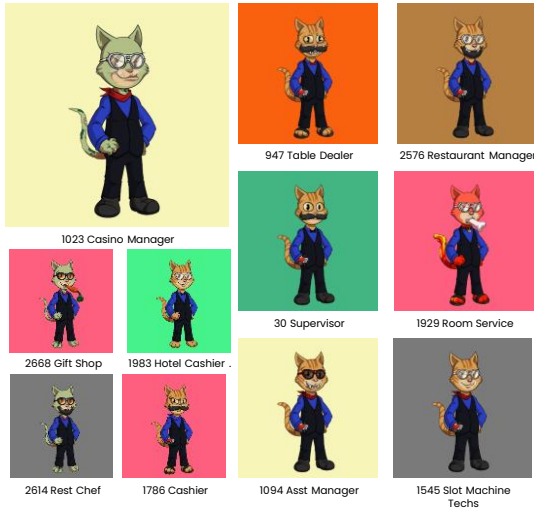 1023 Casino Manager
947 Table Dealer
2576 Restaurant Manager
30 Supervisor
1929 Room Service
2668 Gift Shop
1983 Hotel Cashier .
2614 Rest Chef
1786 Cashier
1094 Asst Manager
1545 Slot Machine
Techs